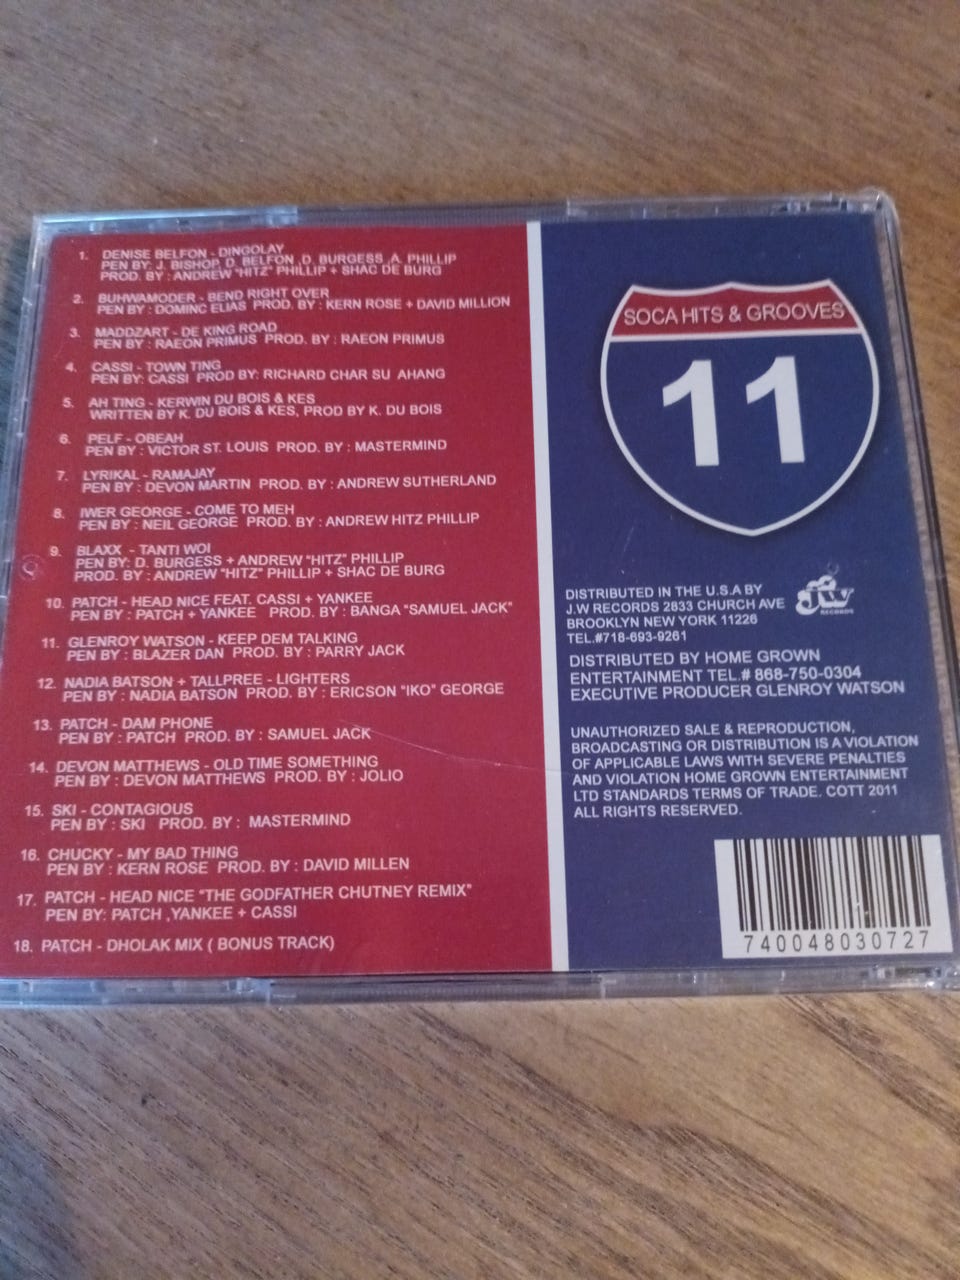 1. DENISE BELFON - DINGOLAY
PEN BY: J. BISHOP, D. BELFON ,D. BURGESS ,A. PHILLIP
PROD. BY : ANDREW "HITZ" PHILLIP + SHAC DE BURG
2. BUHWAMODER - BEND RIGHT OVER
PEN BY : DOMINC ELIAS PROD. BY : KERN ROSE + DAVID MILLION
3. MADDZART - DE KING ROAD
PEN BY : RAEON PRIMUS PROD. BY : RAEON PRIMUS
4. CASSI - TOWN TING
PEN BY: CASSI PROD BY: RICHARD CHAR SU AHANG
5. AH TING - KERWIN DU BOIS & KES
WRITTEN BY K. DU BOIS & KES, PROD BY K. DU BOIS
6. PELF - OBEAH
PEN BY : VICTOR ST. LOUIS PROD. BY : MASTERMIND
7. LYRIKAL - RAMAJAY
PEN BY : DEVON MARTIN PROD. BY : ANDREW SUTHERLAND
8. IWER GEORGE - COME TO MEH
PEN BY : NEIL GEORGE PROD. BY : ANDREW HITZ PHILLIP
9. BLAXX - TANTI WOI
PEN BY: D. BURGESS + ANDREW "HITZ" PHILLIP
PROD. BY : ANDREW "HITZ" PHILLIP + SHAC DE BURG
10. PATCH - HEAD NICE FEAT. CASSI + YANKEE
PEN BY : PATCH + YANKEE PROD. BY : BANGA "SAMUEL JACK"
11. GLENROY WATSON - KEEP DEM TALKING
PEN BY : BLAZER DAN PROD. BY : PARRY JACK
12. NADIA BATSON + TALLPREE - LIGHTERS
PEN BY : NADIA BATSON PROD. BY : ERICSON "IKO" GEORGE
13. PATCH - DAM PHONE
PEN BY : PATCH PROD. BY : SAMUEL JACK
14. DEVON MATTHEWS - OLD TIME SOMETHING
PEN BY : DEVON MATTHEWS PROD. BY : JOLIO
15. SKI - CONTAGIOUS
PEN BY : SKI PROD. BY : MASTERMIND
16. CHUCKY - MY BAD THING
PEN BY : KERN ROSE PROD. BY : DAVID MILLEN
17. PATCH - HEAD NICE "THE GODFATHER CHUTNEY REMIX"
PEN BY: PATCH ,YANKEE + CASSI
18. PATCH - DHOLAK MIX ( BONUS TRACK)
SOCA HITS & GROOVES
11
DISTRIBUTED IN THE U.S.A BY
J.W RECORDS 2833 CHURCH AVE
BROOKLYN NEW YORK 11226
TEL.#718-693-9261
JW
RECORDS
DISTRIBUTED BY HOME GROWN
ENTERTAINMENT TEL.# 868-750-0304
EXECUTIVE PRODUCER GLENROY WATSON
UNAUTHORIZED SALE & REPRODUCTION,
BROADCASTING OR DISTRIBUTION IS A VIOLATION
OF APPLICABLE LAWS WITH SEVERE PENALTIES
AND VIOLATION HOME GROWN ENTERTAINMENT
LTD STANDARDS TERMS OF TRADE. COTT 2011
ALL RIGHTS RESERVED.
740048030727